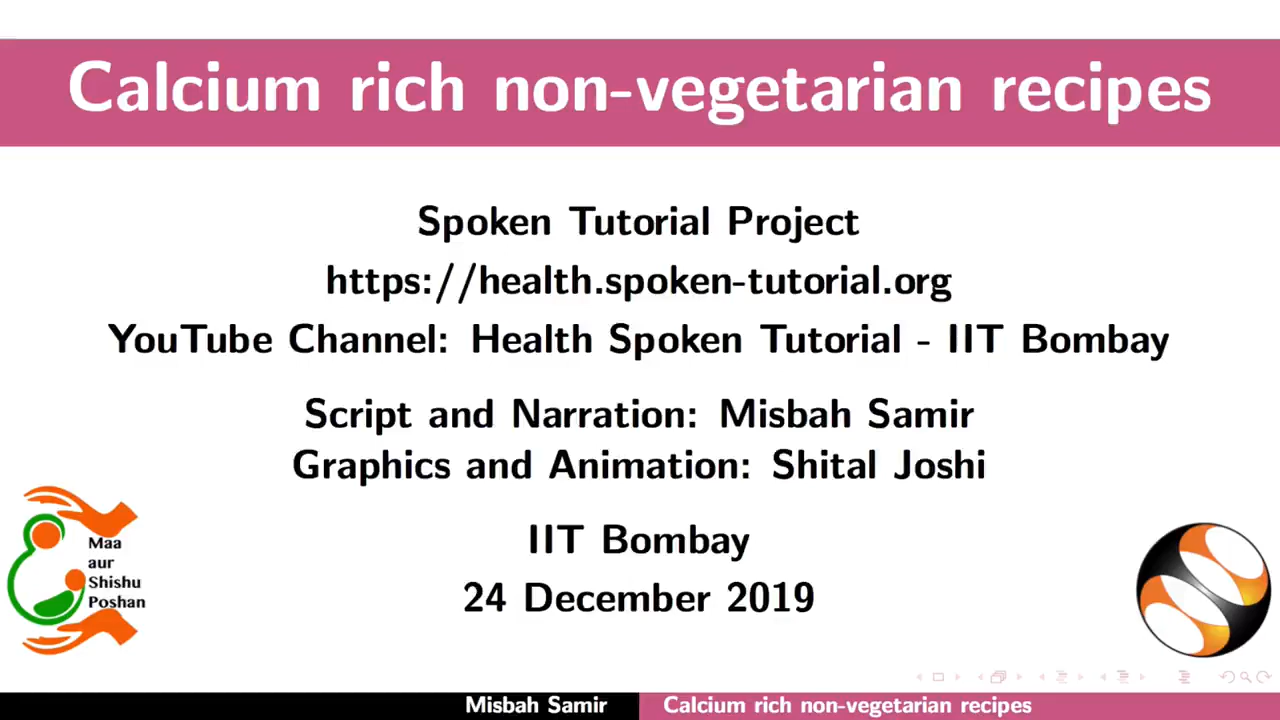 Calcium rich non-vegetarian recipes
Spoken Tutorial Project
https://health.spoken-tutorial.org
YouTube Channel: Health Spoken Tutorial - IIT Bombay
Script and Narration: Misbah Samir
Graphics and Animation: Shital Joshi
IIT Bombay
24 December 2019
Maa
aur
Shishu
Poshan
Misbah Samir
Calcium rich non-vegetarian recipes